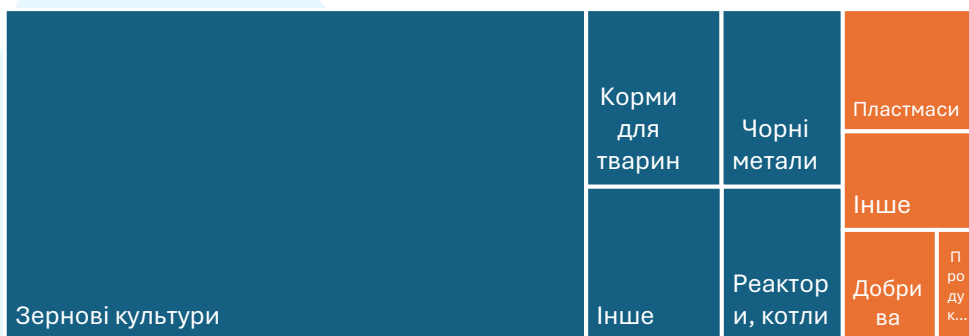 Зернові культури
Корми
для
тварин
Чорні
метали
Інше
Реактор
и, котли
Пластмаси
Інше
Добри
ва
П
ро
ду
к...